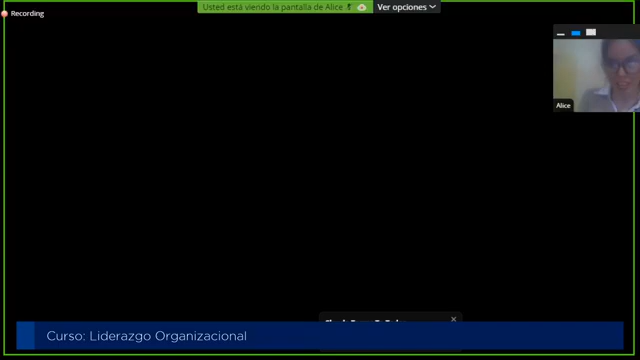 Usted está viendo la pantalla de Alice
Ver opciones
Recording
Alice
Curso: Liderazgo Organizacional